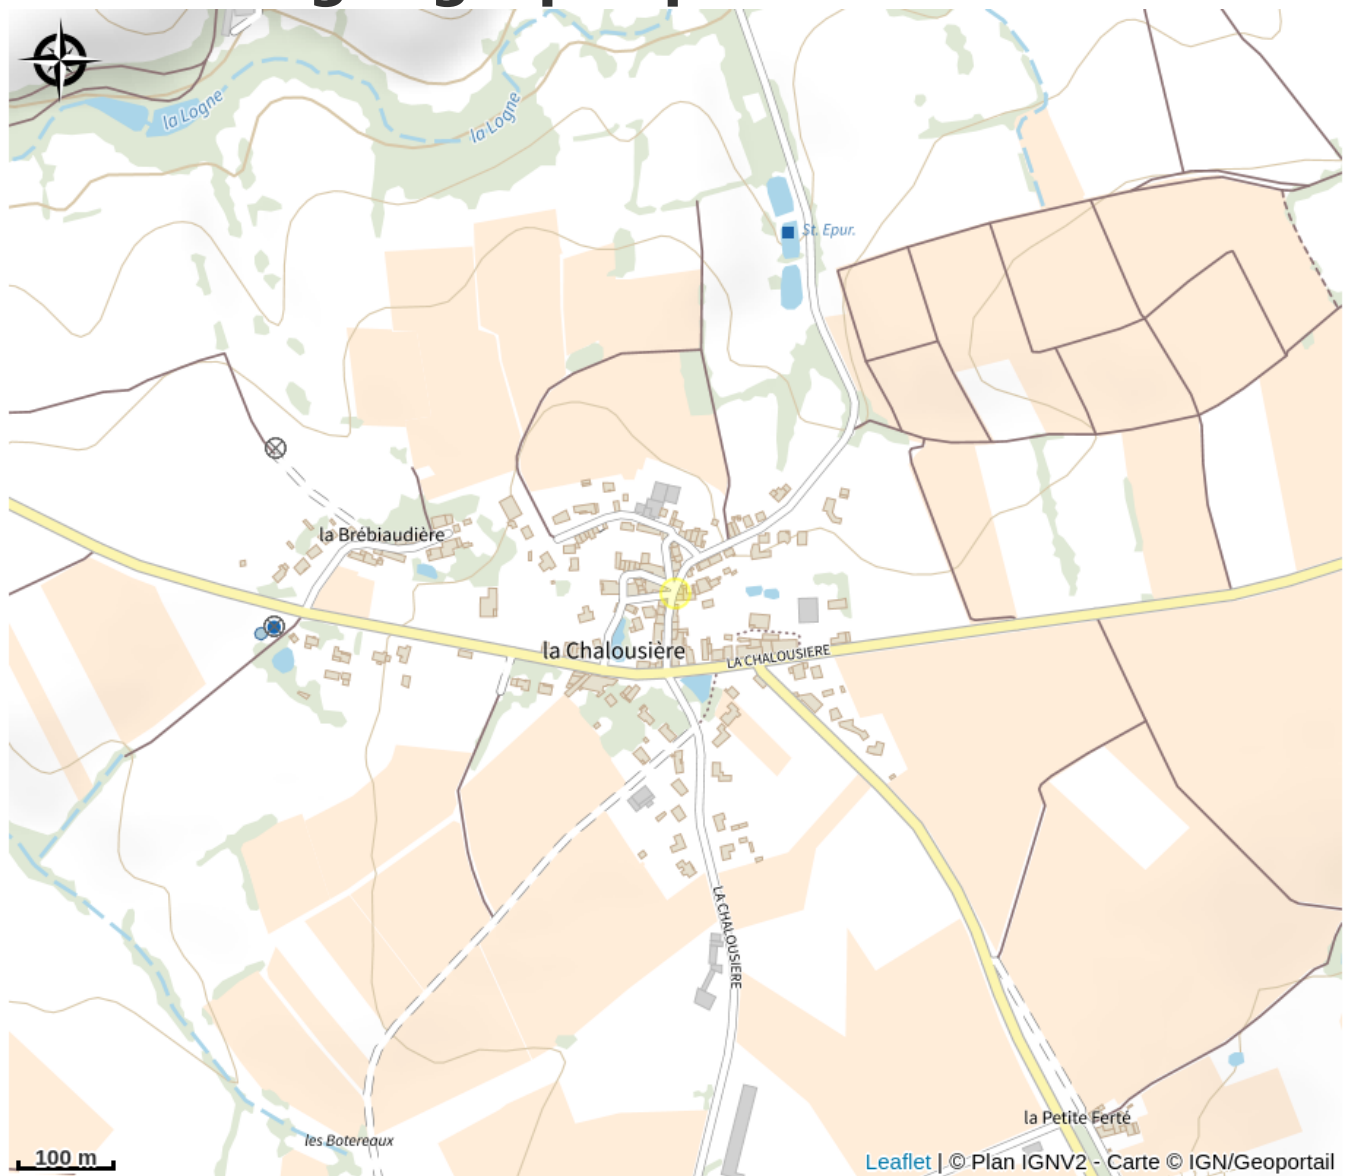 la Logne
la Logne
St. Epur.
la Brébiaudière
la Chalousière
LA CHALOUSIERE
LA CHALOUSIERE
la Petite Ferté
les Botereaux
100 m
Leaflet | © Plan IGNV2 - Carte © IGN/Geoportail